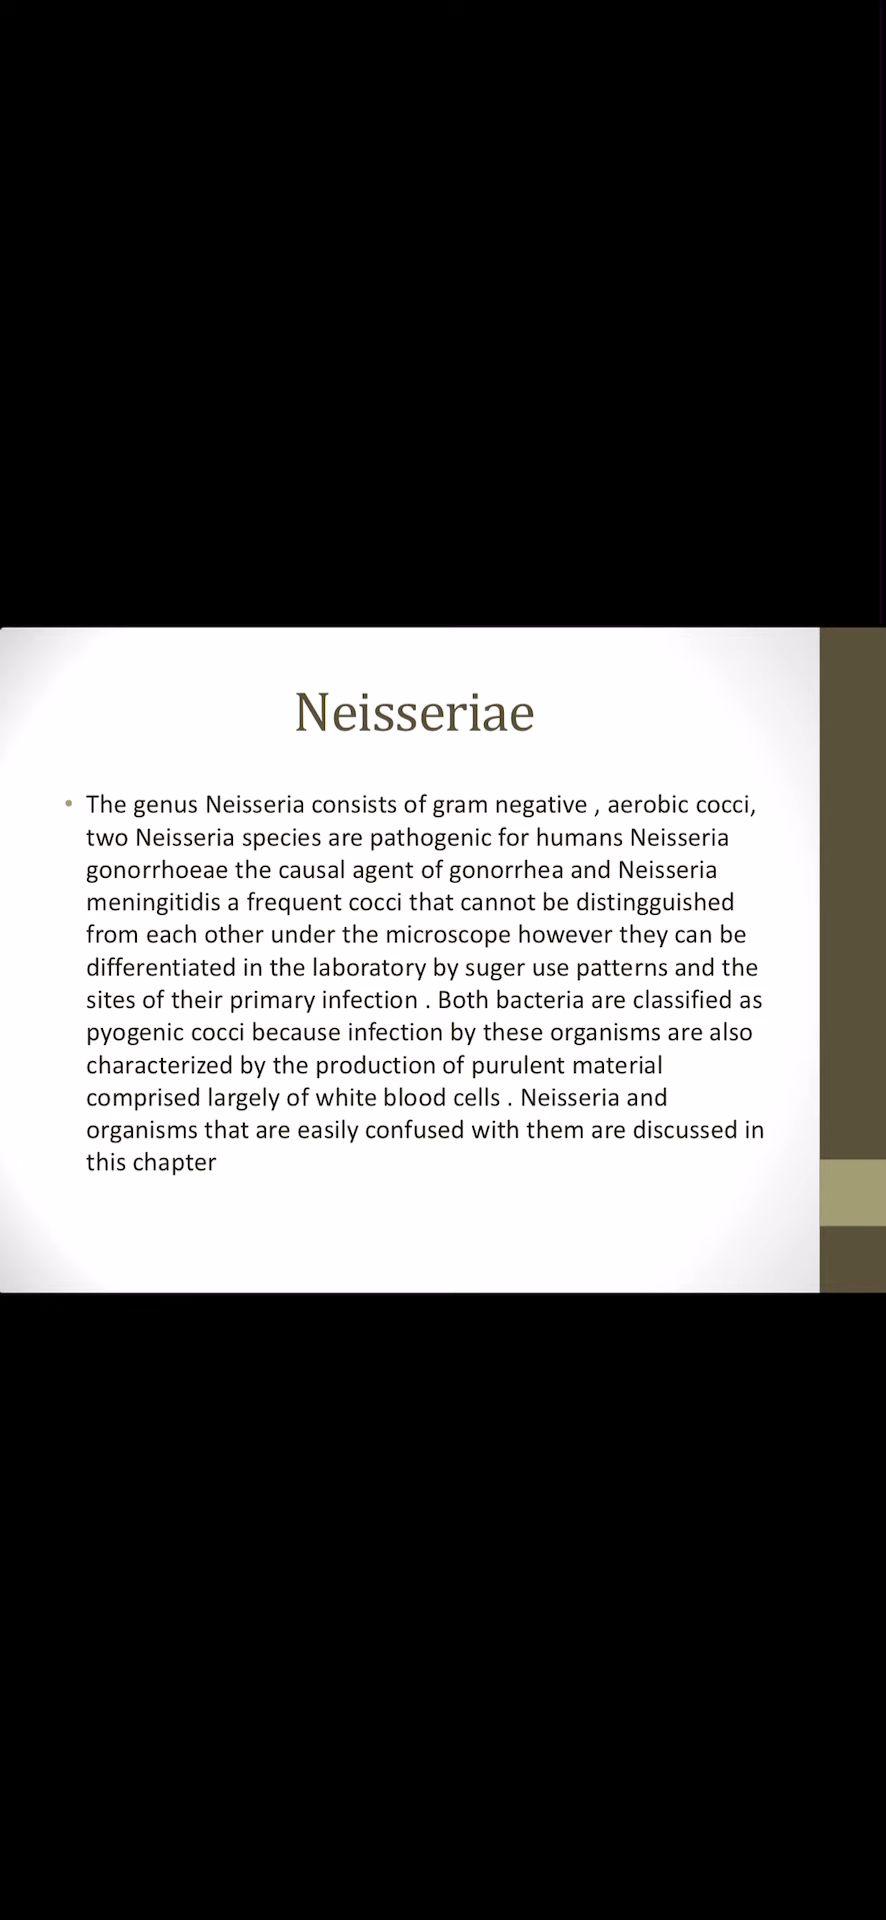 Neisseriae
• The genus Neisseria consists of gram negative , aerobic cocci,
two Neisseria species are pathogenic for humans Neisseria
gonorrhoeae the causal agent of gonorrhea and Neisseria
meningitidis a frequent cocci that cannot be distingguished
from each other under the microscope however they can be
differentiated in the laboratory by suger use patterns and the
sites of their primary infection . Both bacteria are classified as
pyogenic cocci because infection by these organisms are also
characterized by the production of purulent material
comprised largely of white blood cells . Neisseria and
organisms that are easily confused with them are discussed in
this chapter